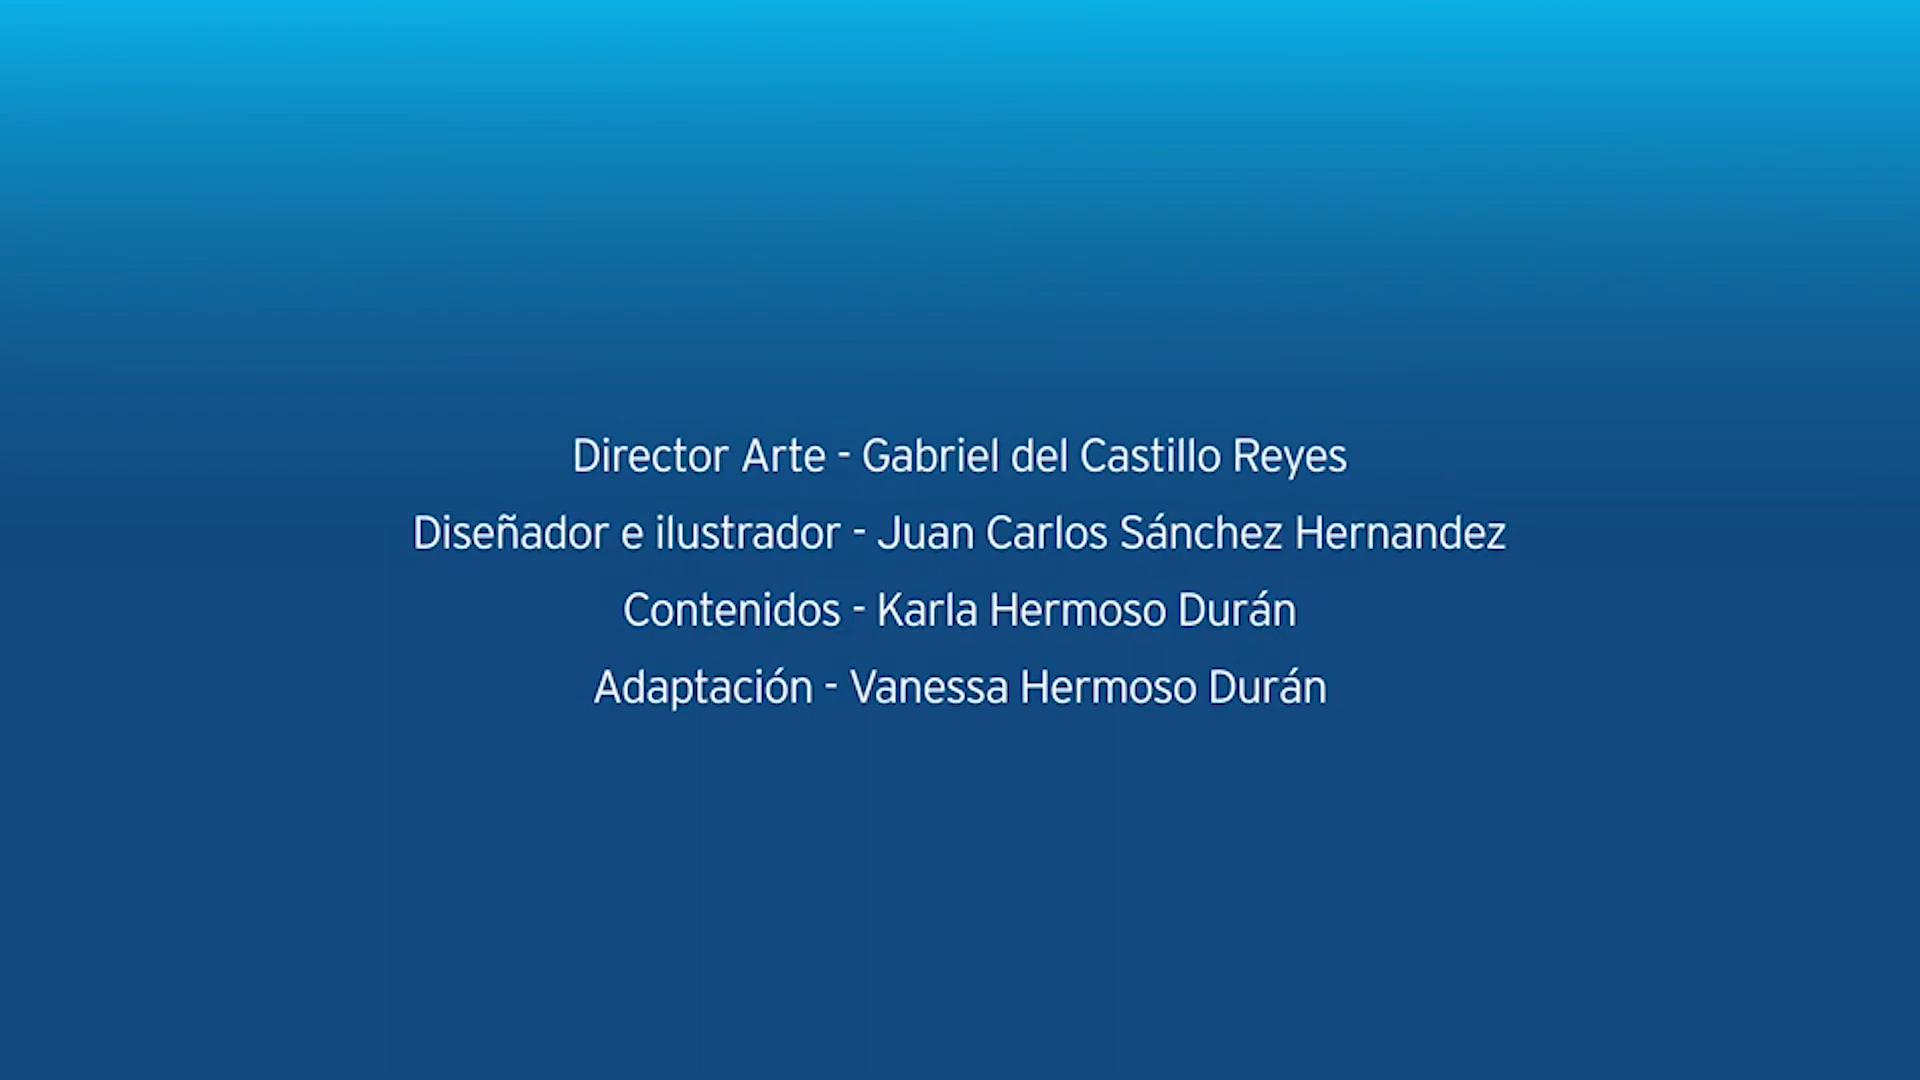 Director Arte - Gabriel del Castillo Reyes
Diseñador e ilustrador - Juan Carlos Sánchez Hernandez
Contenidos - Karla Hermoso Durán
Adaptación - Vanessa Hermoso Durán